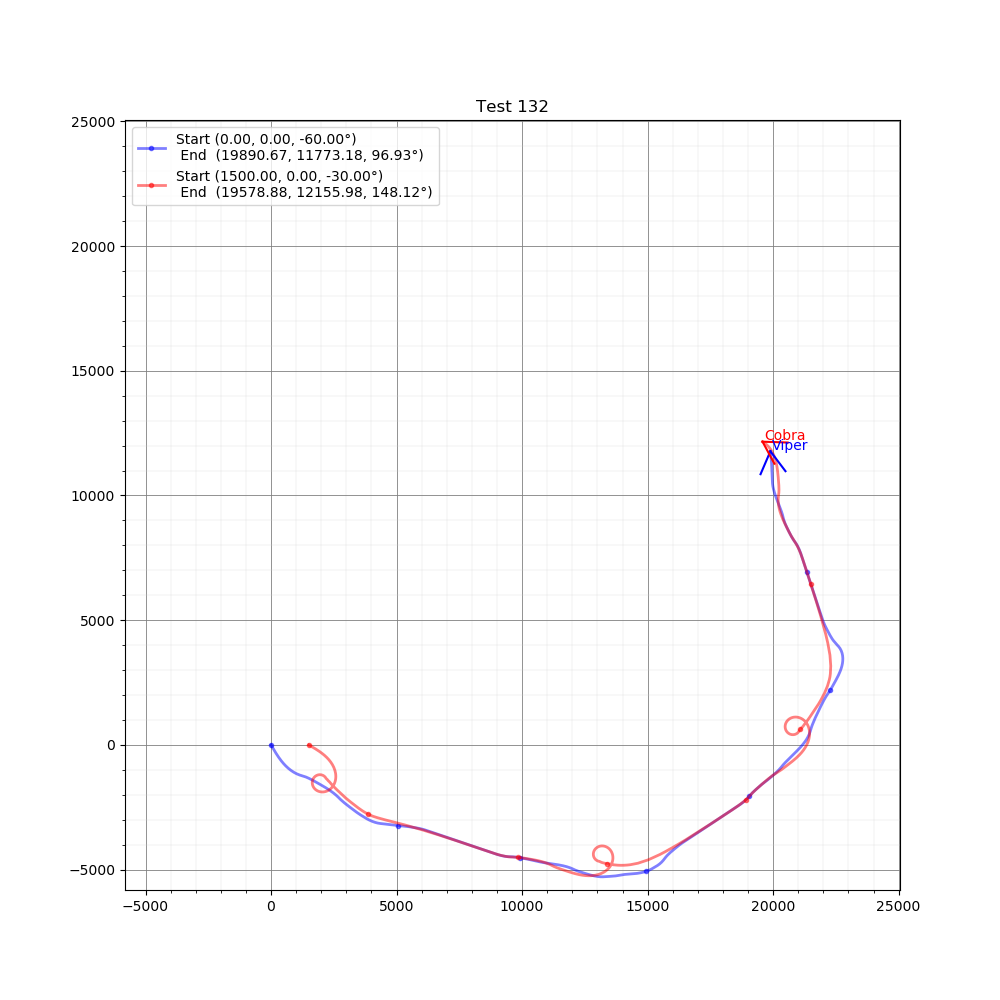 Test 132
Start (0.00, 0.00, -60.00°)
End (19890.67, 11773.18, 96.93°)
Start (1500.00, 0.00, -30.00°)
End (19578.88, 12155.98, 148.12°)
25000
20000
15000
10000
5000
0
−5000
Cobra
Viper
−5000
0
5000
10000
15000
20000
25000